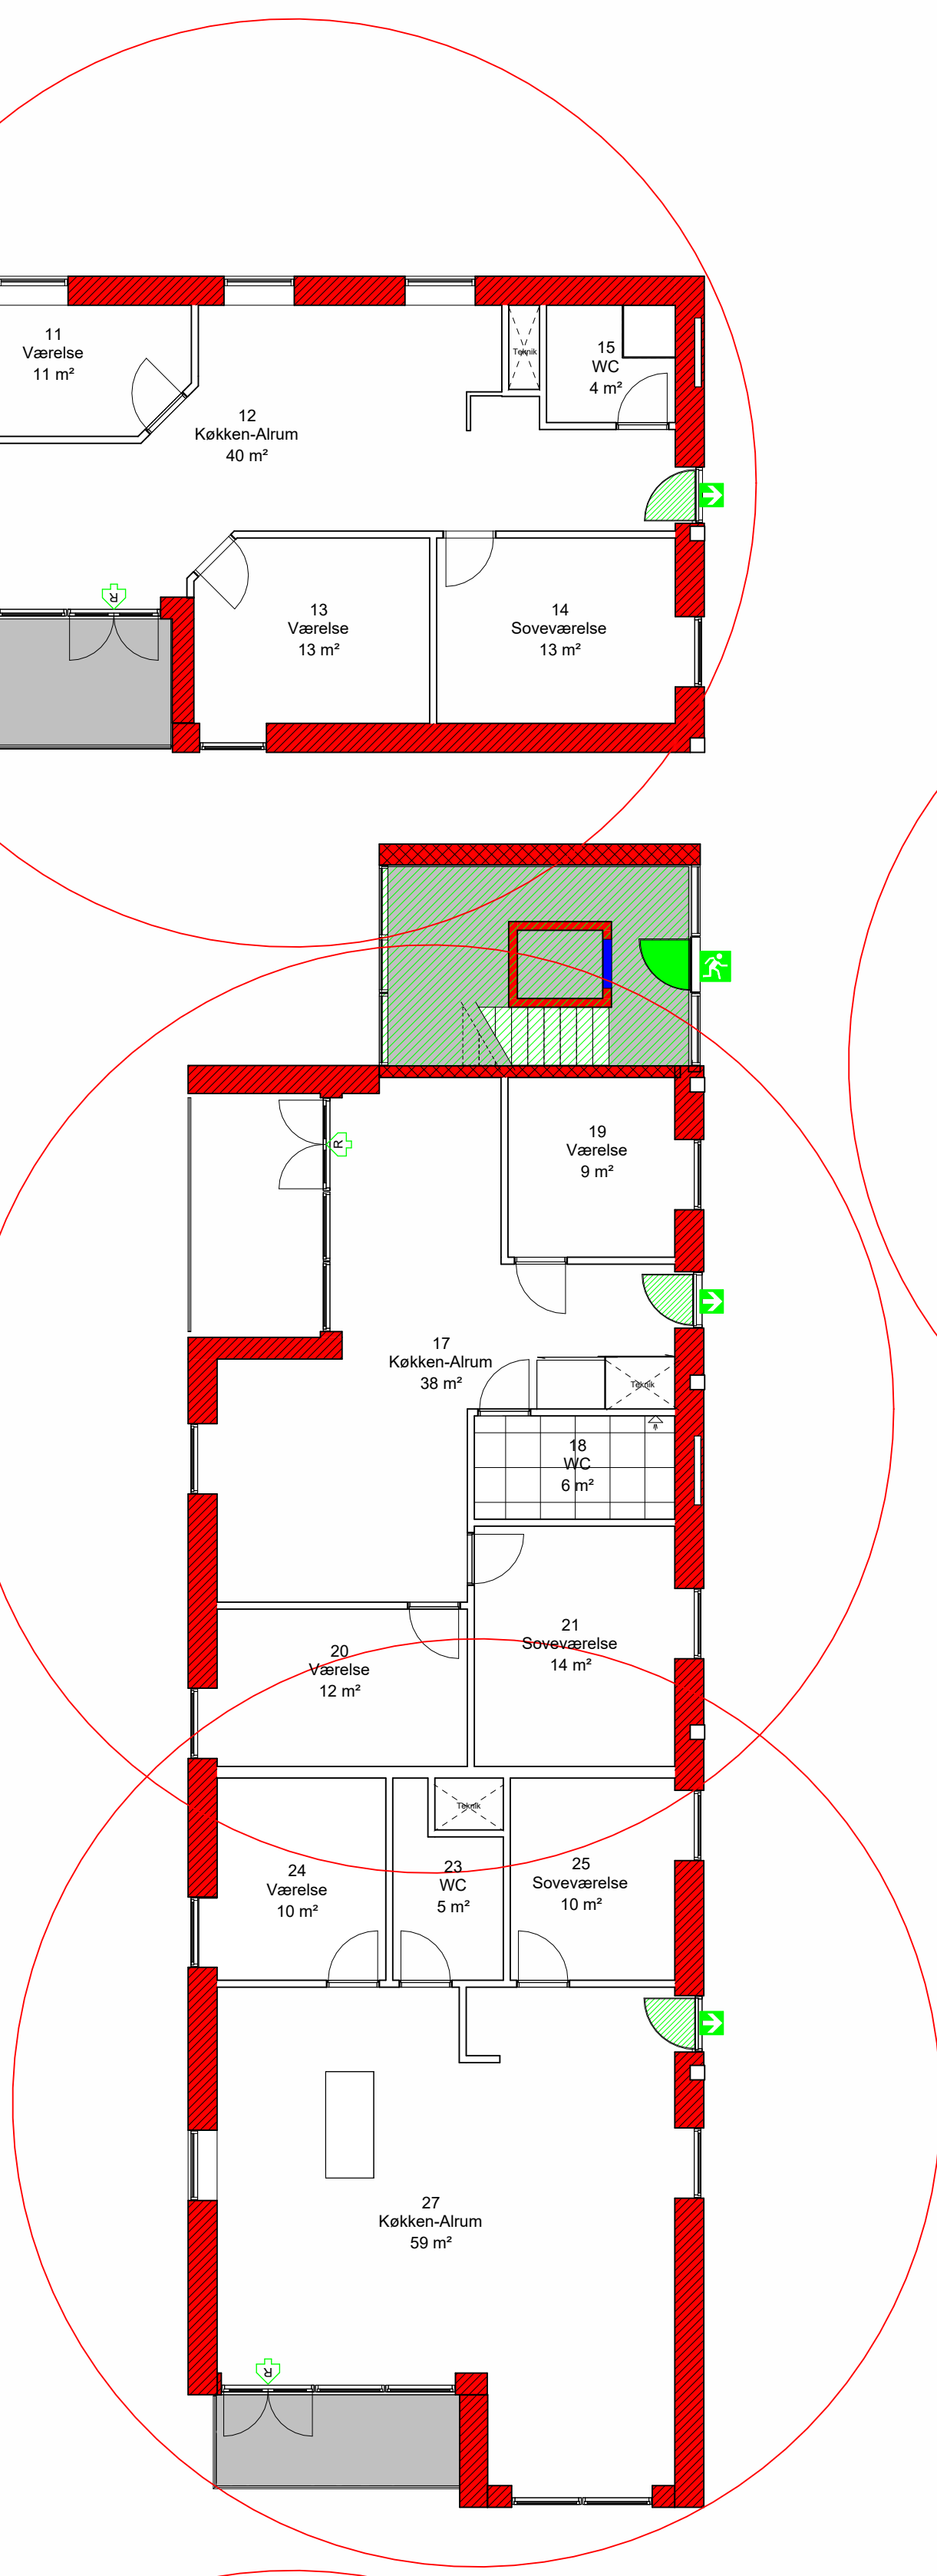 11
Værelse
11 m²
12
Køkken-Alrum
40 m²
Teknik
15
WC
4 m²
13
Værelse
13 m²
14
Soveværelse
13 m²
R
19
Værelse
9 m²
R
17
Køkken-Alrum
38 m²
Teknik
18
WC
6 m²
21
Soveværelse
14 m²
20
Værelse
12 m²
Teknik
24
Værelse
10 m²
23
WC
5 m²
25
Soveværelse
10 m²
27
Køkken-Alrum
59 m²
R